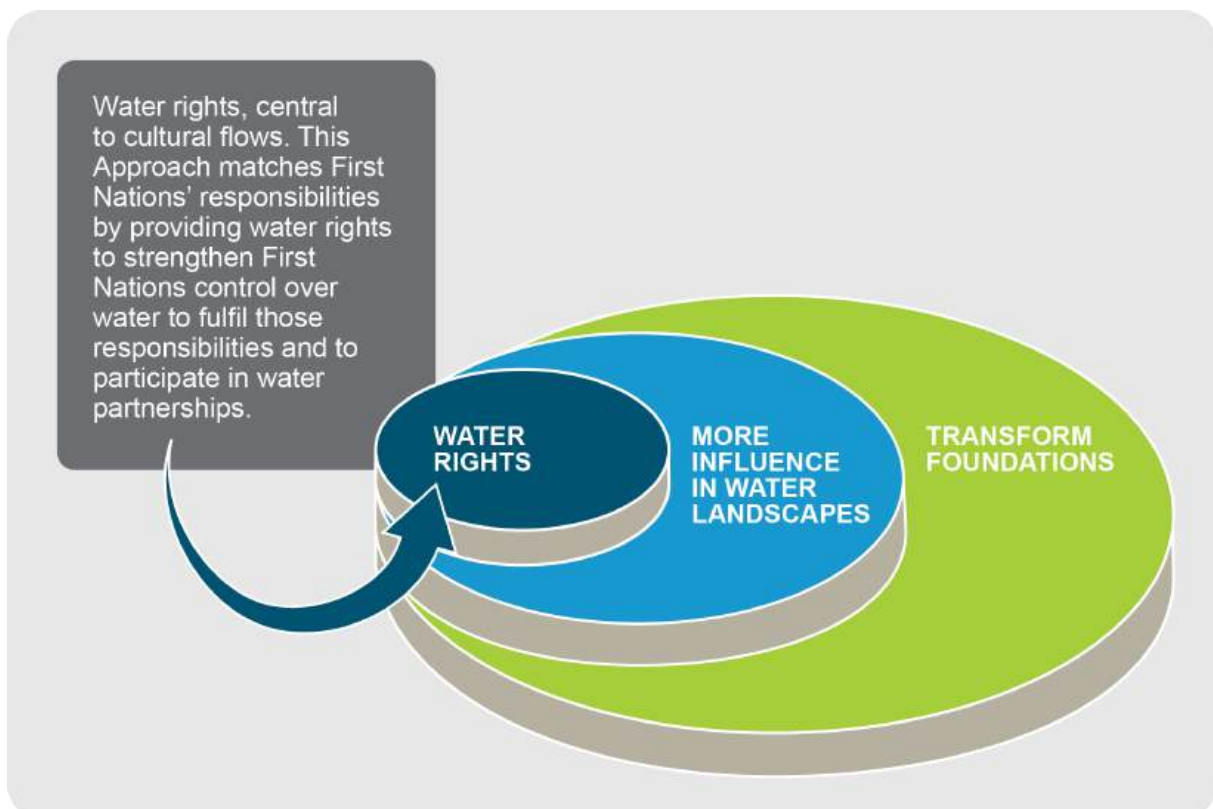 Water rights, central
to cultural flows. This
Approach matches First
Nations’ responsibilities
by providing water rights
to strengthen First
Nations control over
water to fulfil those
responsibilities and to
participate in water
partnerships.
WATER
RIGHTS
MORE
INFLUENCE
IN WATER
LANDSCAPES
TRANSFORM
FOUNDATIONS